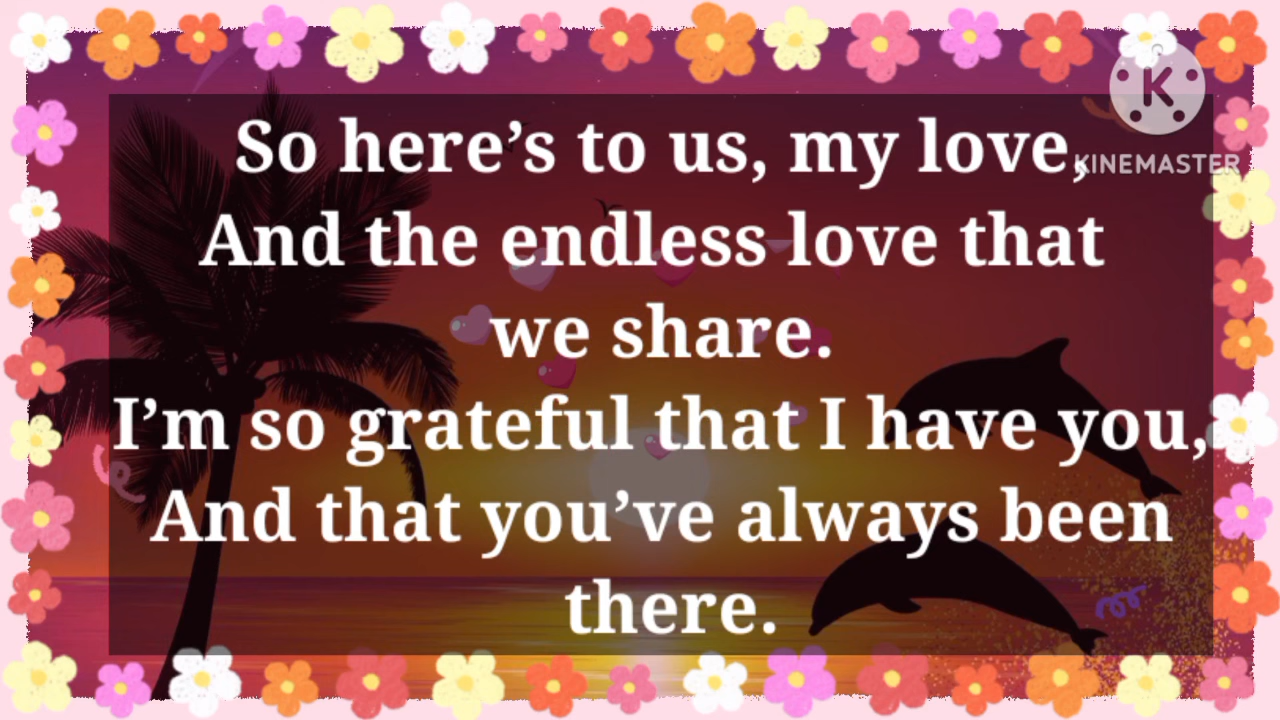 So here’s to us, my love,
And the endless love that
we share.
I’m so grateful that I have you,
And that you’ve always been
there.
K
KINEMASTER